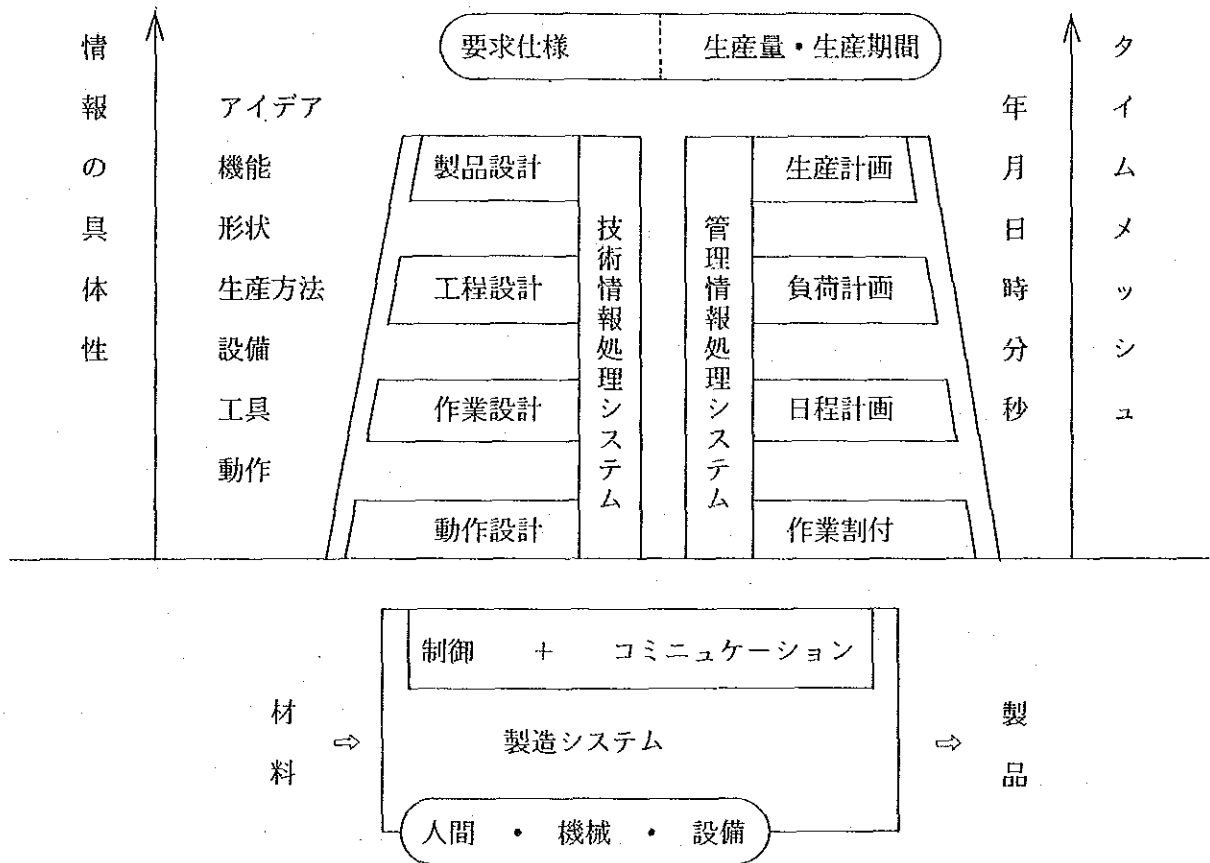 要求仕様 生産量・生産期間
情報の具体性
アイデア
機能
形状
生産方法
設備
工具
動作
製品設計
工程設計
作業設計
動作設計
技術情報処理システム
管理情報処理システム
生産計画
負荷計画
日程計画
作業割付
年月日時分秒
タイムメッシュ
制御 + コミニュケーション
材料
⇨
製造システム
⇨
製品
人間・機械・設備